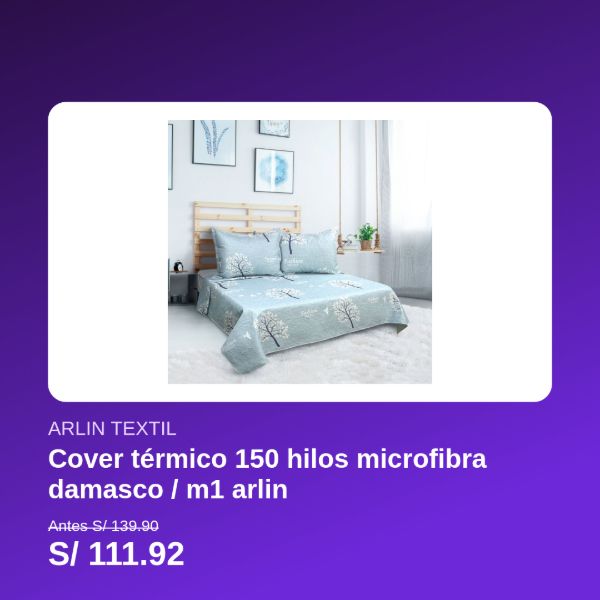 ARLIN TEXTIL
Cover térmico 150 hilos microfibra
damasco / m1 arlin
Antes S/ 139.90
S/ 111.92